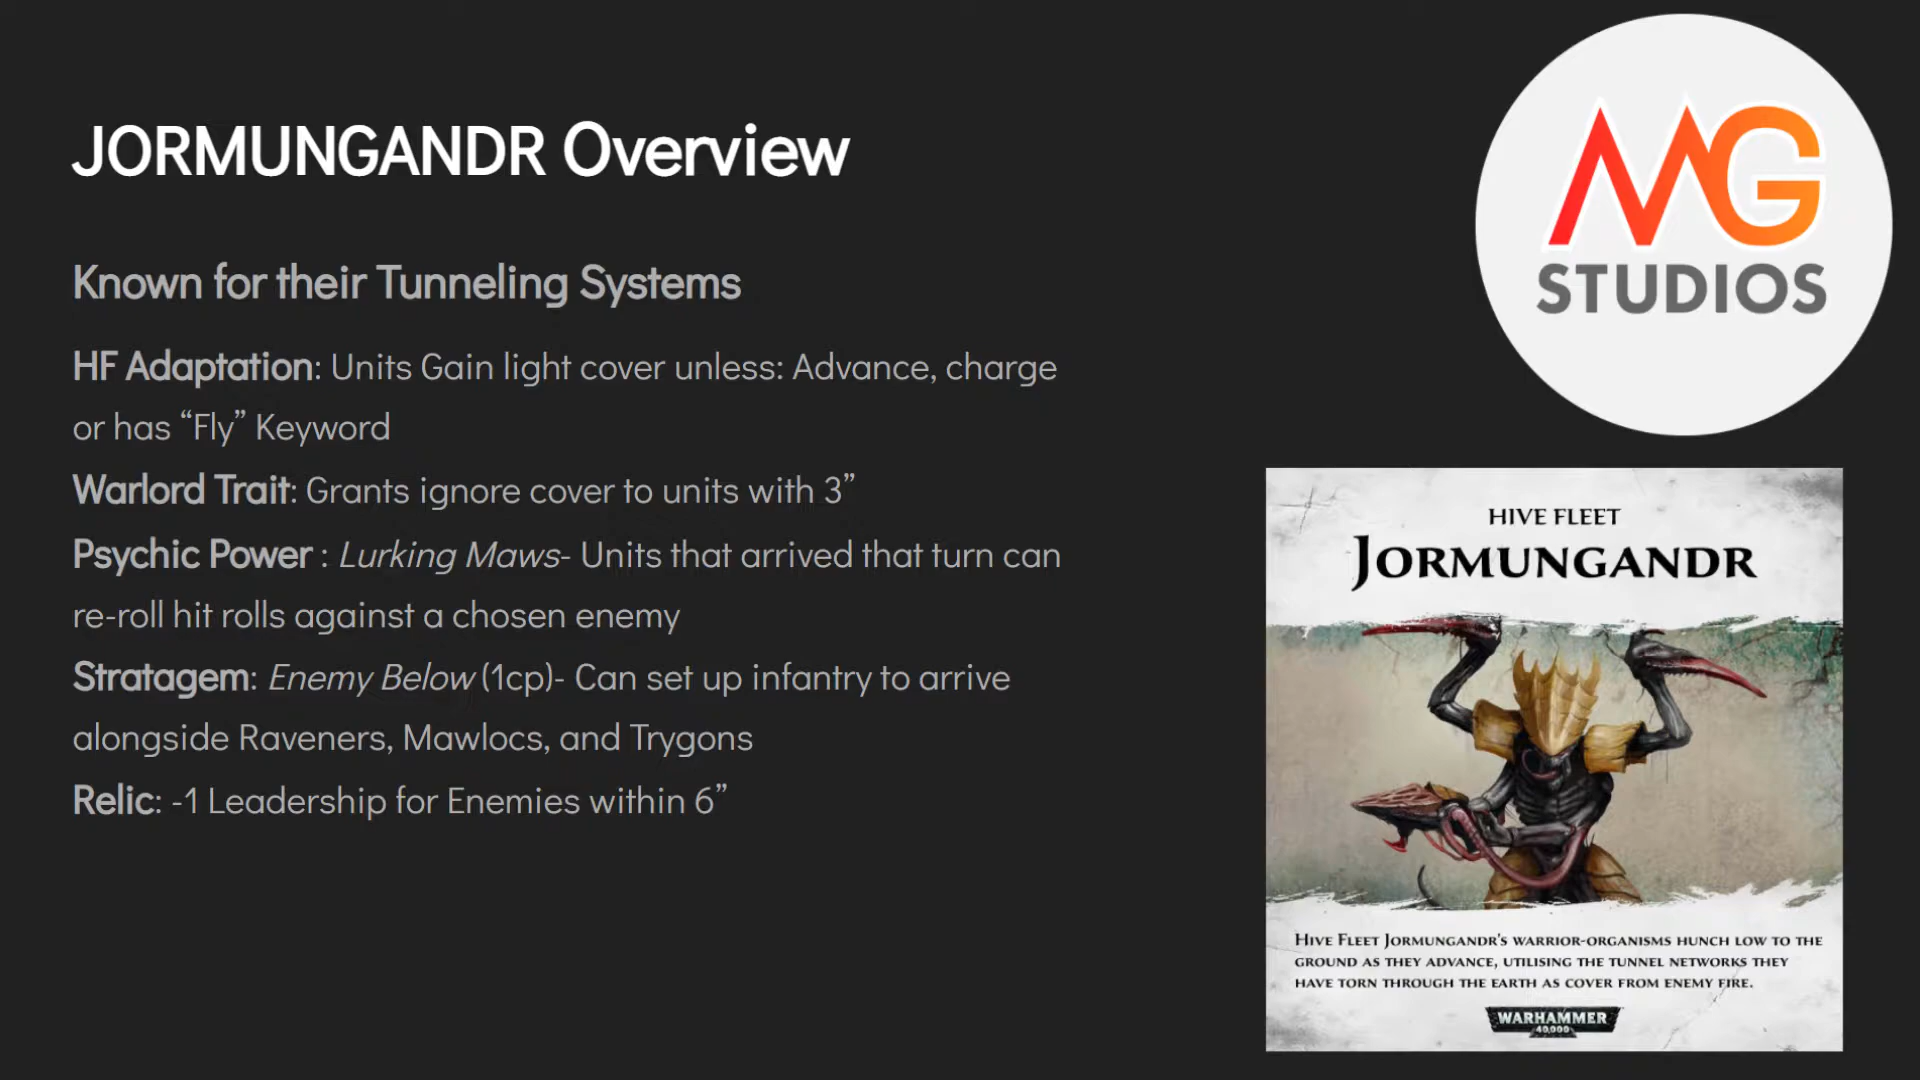 JORMUNGANDR Overview
Known for their Tunneling Systems
HF Adaptation: Units Gain light cover unless: Advance, charge
or has “Fly” Keyword
Warlord Trait: Grants ignore cover to units with 3”
Psychic Power : Lurking Maws- Units that arrived that turn can
re-roll hit rolls against a chosen enemy
Stratagem: Enemy Below (1cp)- Can set up infantry to arrive
alongside Raveners, Mawlocs, and Trygons
Relic: -1 Leadership for Enemies within 6”
MG
STUDIOS
HIVE FLEET
JORMUNGANDR
HIVE FLEET JORMUNGANDR'S WARRIOR-ORGANISMS HUNCH LOW TO THE
GROUND AS THEY ADVANCE, UTILISING THE TUNNEL NETWORKS THEY
HAVE TORN THROUGH THE EARTH AS COVER FROM ENEMY FIRE.
WARHAMMER
40,000